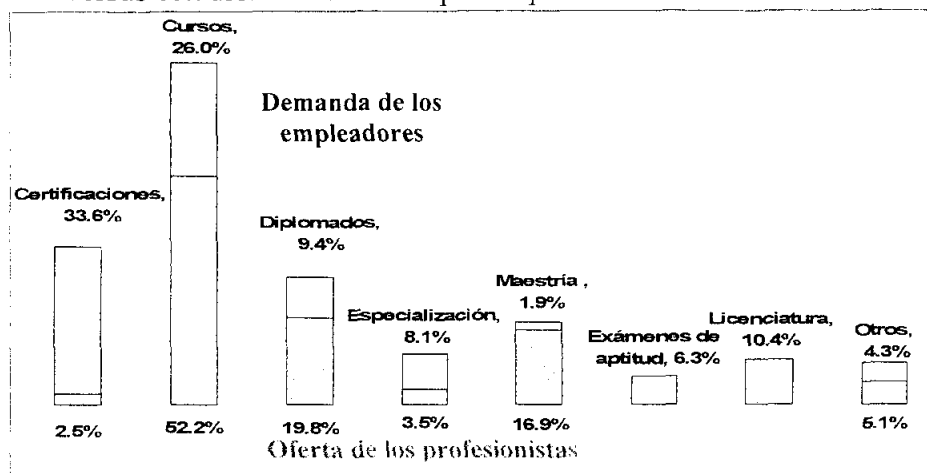 Cursos,
26.0%
Demanda de los
empleadores
Certificaciones,
33.6%
Diplomados,
9.4%
Especialización,
8.1%
Maestría ,
1.9%
Exámenes de
aptitud, 6.3%
Licenciatura,
10.4%
Otros,
4.3%
2.5%
52.2%
19.8%
3.5%
16.9%
5.1%
Oferta de los profesionistas